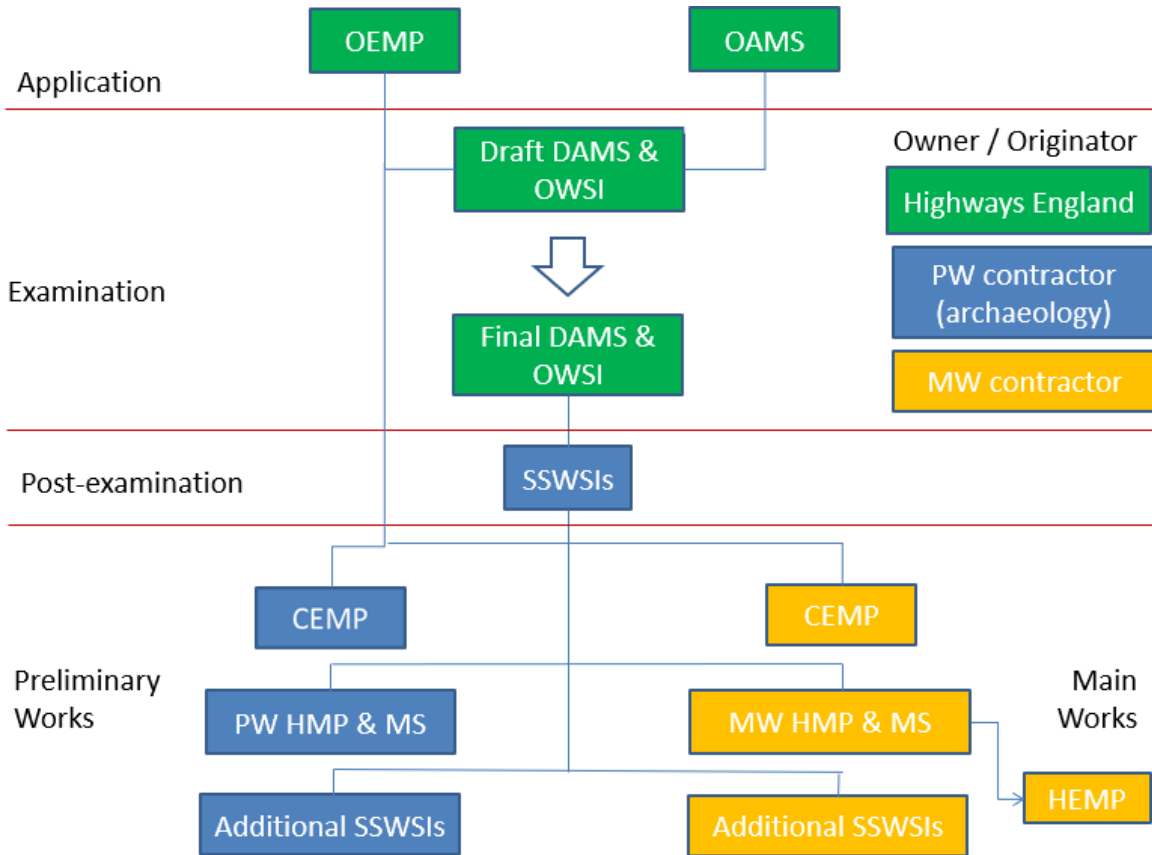 OEMP
OAMS
Application
Draft DAMS &
OWSI
Owner / Originator
Highways England
PW contractor
(archaeology)
MW contractor
Examination
Final DAMS &
OWSI
Post-examination
SSWSIs
CEMP
CEMP
Preliminary
Works
PW HMP & MS
MW HMP & MS
Main
Works
HEMP
Additional SSWSIs
Additional SSWSIs